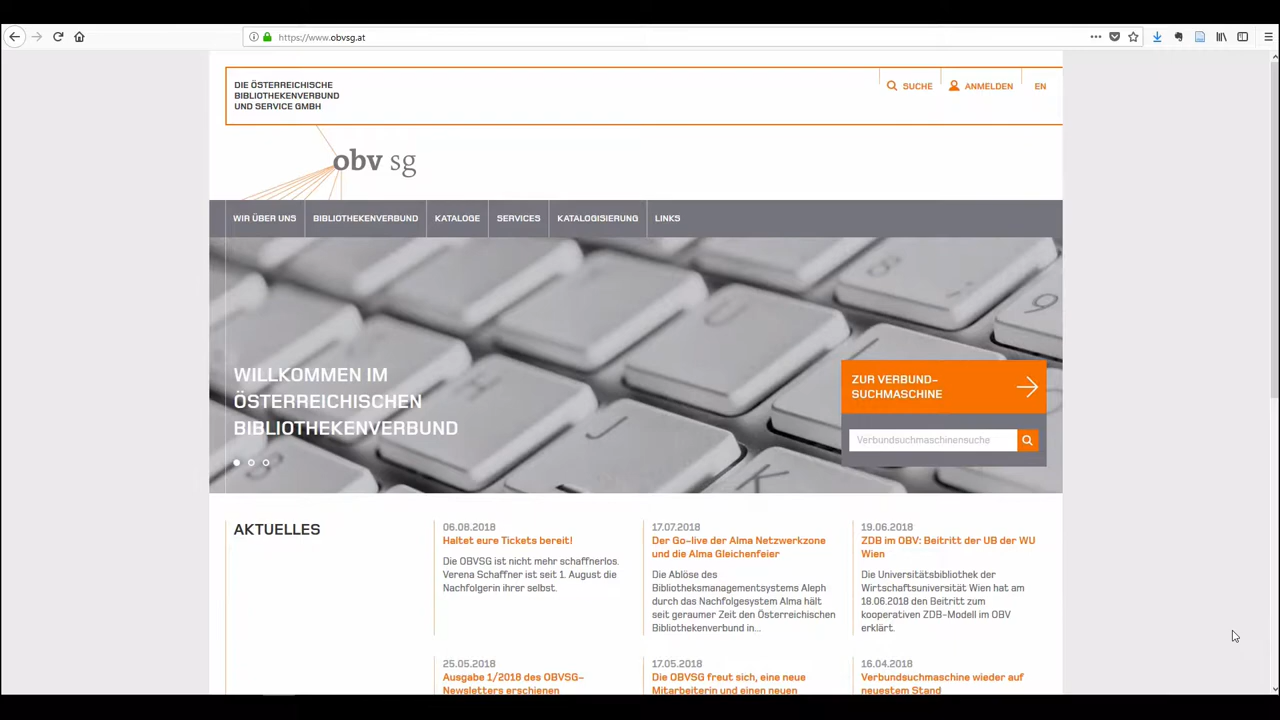 https://www.obvsg.at
DIE ÖSTERREICHISCHE
BIBLIOTHEKENVERBUND
UND SERVICE GMBH
SUCHE
ANMELDEN
EN
obv sg
WIR ÜBER UNS
BIBLIOTHEKENVERBUND
KATALOGE
SERVICES
KATALOGISIERUNG
LINKS
WILLKOMMEN IM
ÖSTERREICHISCHEN
BIBLIOTHEKENVERBUND
ZUR VERBUND-
SUCHMASCHINE
Verbundsuchmaschinensuche
8
9
U
I
J
K
AKTUELLES
06.08.2018
Haltet eure Tickets bereit!
Die OBVSG ist nicht mehr schaffnerlos.
Verena Schaffner ist seit 1. August die
Nachfolgerin ihrer selbst.
17.07.2018
Der Go-live der Alma Netzwerkzone
und die Alma Gleichenfeier
Die Ablöse des
Bibliotheksmanagementsystems Aleph
durch das Nachfolgesystem Alma hält
seit geraumer Zeit den Österreichischen
Bibliothekenverbund in...
19.06.2018
ZDB im OBV: Beitritt der UB der WU
Wien
Die Universitätsbibliothek der
Wirtschaftsuniversität Wien hat am
18.06.2018 den Beitritt zum
kooperativen ZDB-Modell im OBV
erklärt.
25.05.2018
Ausgabe 1/2018 des OBVSG-
Newsletters erschienen
17.05.2018
Die OBVSG freut sich, eine neue
Mitarbeiterin und einen neuen
16.04.2018
Verbundsuchmaschine wieder auf
neuestem Stand